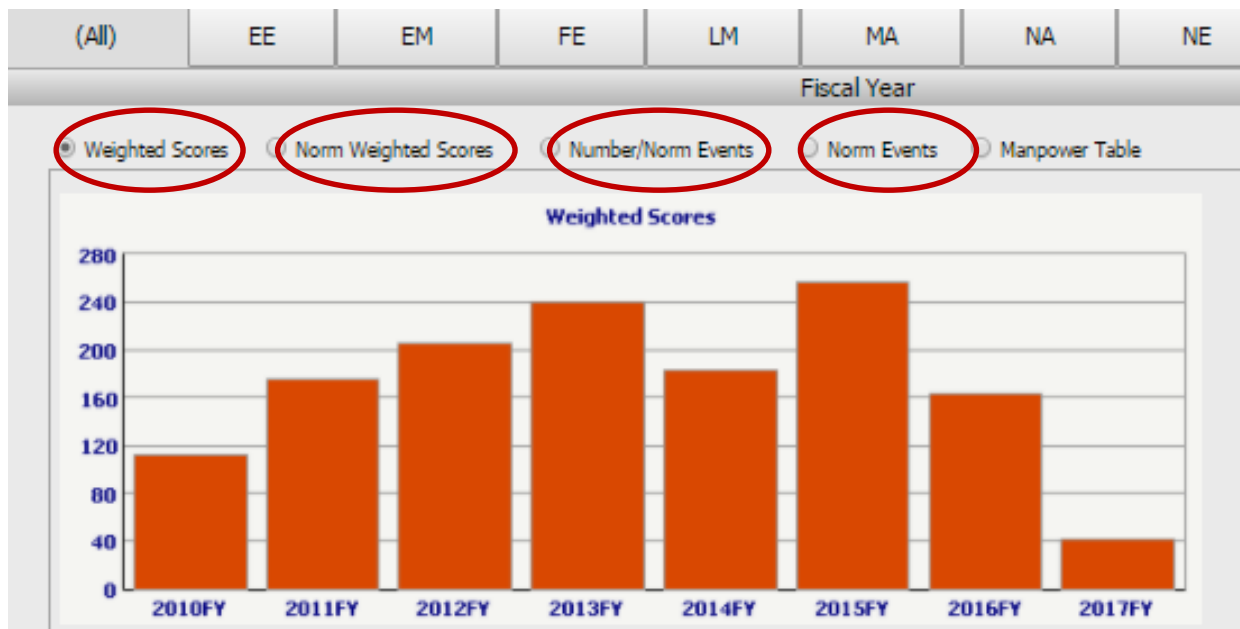 (All) EE EM FE LM MA NA NE
Fiscal Year
Weighted Scores Norm Weighted Scores Number/Norm Events Norm Events Manpower Table
Weighted Scores
280
240
200
160
120
80
40
0
2010FY 2011FY 2012FY 2013FY 2014FY 2015FY 2016FY 2017FY